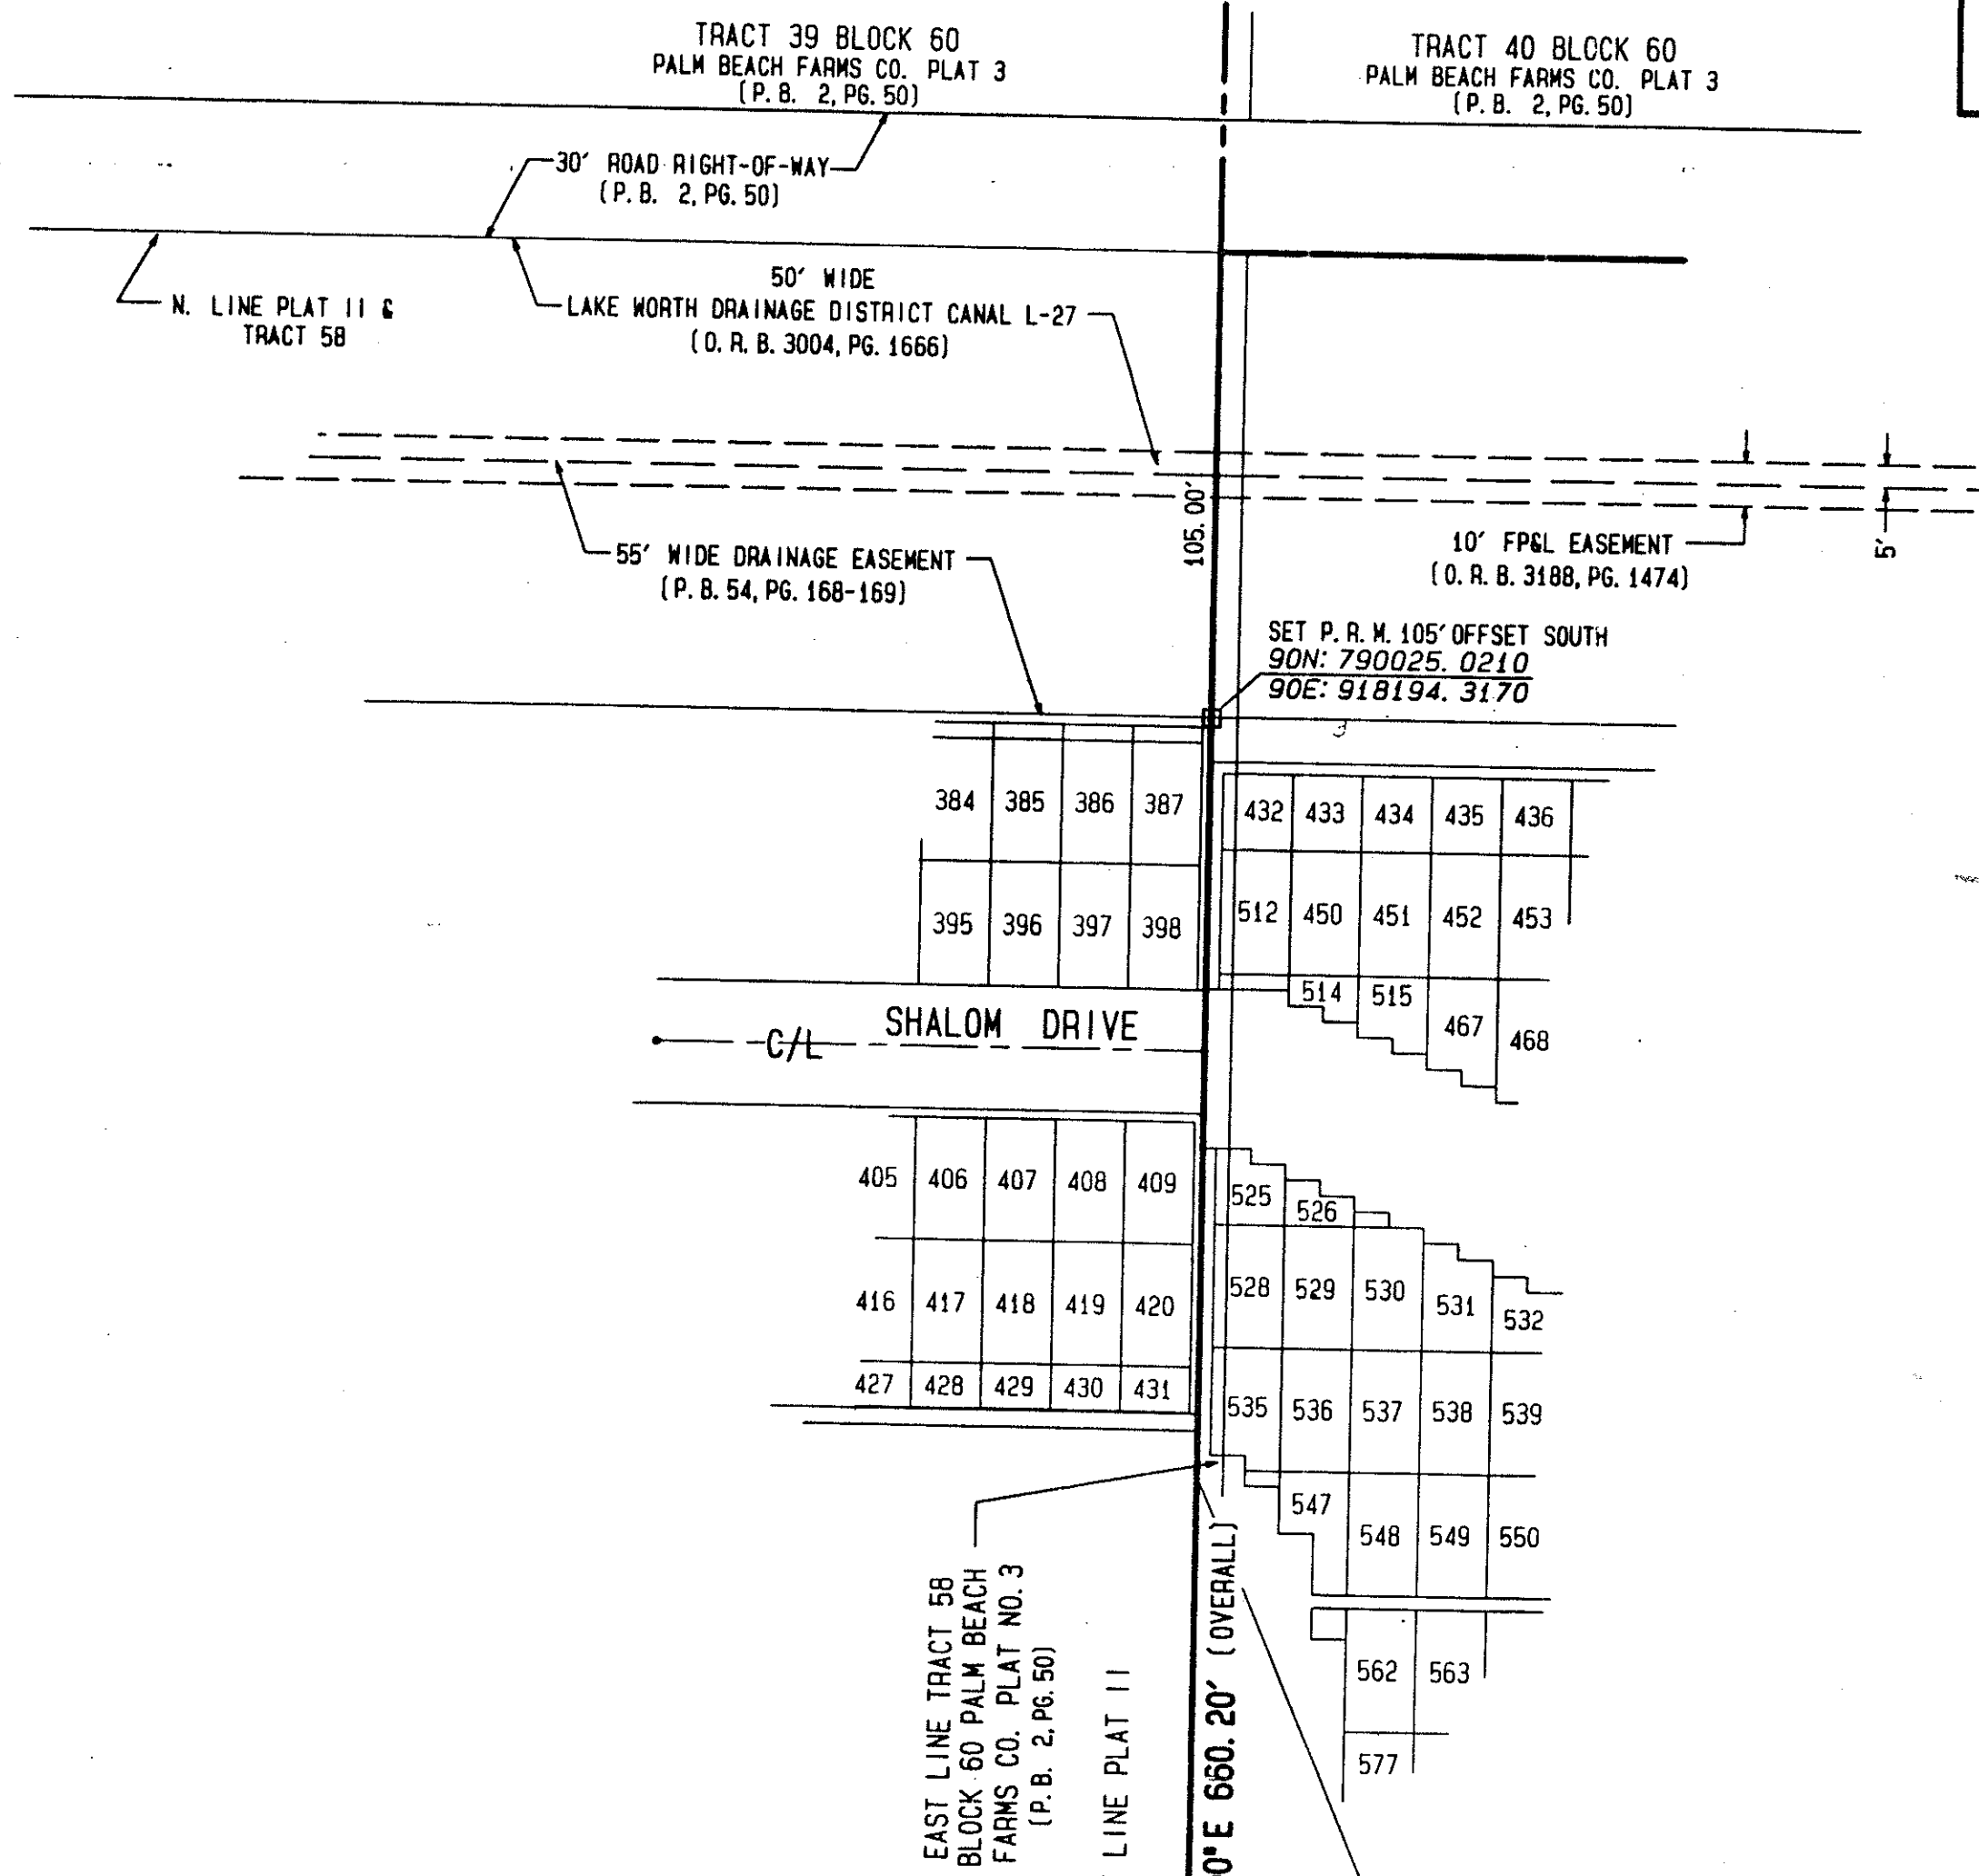 TRACT 39 BLOCK 60
PALM BEACH FARMS CO. PLAT 3
(P. B. 2, PG. 50)
TRACT 40 BLOCK 60
PALM BEACH FARMS CO. PLAT 3
(P. B. 2, PG. 50)
30' ROAD RIGHT-OF-WAY
(P. B. 2, PG. 50)
N. LINE PLAT II &
TRACT 58
50' WIDE
LAKE WORTH DRAINAGE DISTRICT CANAL L-27
(O. R. B. 3004, PG. 1666)
105.00'
55' WIDE DRAINAGE EASEMENT
(P. B. 54, PG. 168-169)
10' FP&L EASEMENT
(O. R. B. 3188, PG. 1474)
5'
SET P. R. M. 105' OFFSET SOUTH
90N: 790025. 0210
90E: 918194. 3170
384 385 386 387
432 433 434 435 436
395 396 397 398
512 450 451 452 453
514 515 467 468
SHALOM DRIVE
C/L
405 406 407 408 409
525 526
416 417 418 419 420
528 529 530 531 532
427 428 429 430 431
535 536 537 538 539
547 548 549 550
562 563
577
EAST LINE TRACT 58
BLOCK 60 PALM BEACH
FARMS CO. PLAT NO. 3
(P. B. 2, PG. 50)
LINE PLAT II
0"E 660. 20' (OVERALL)